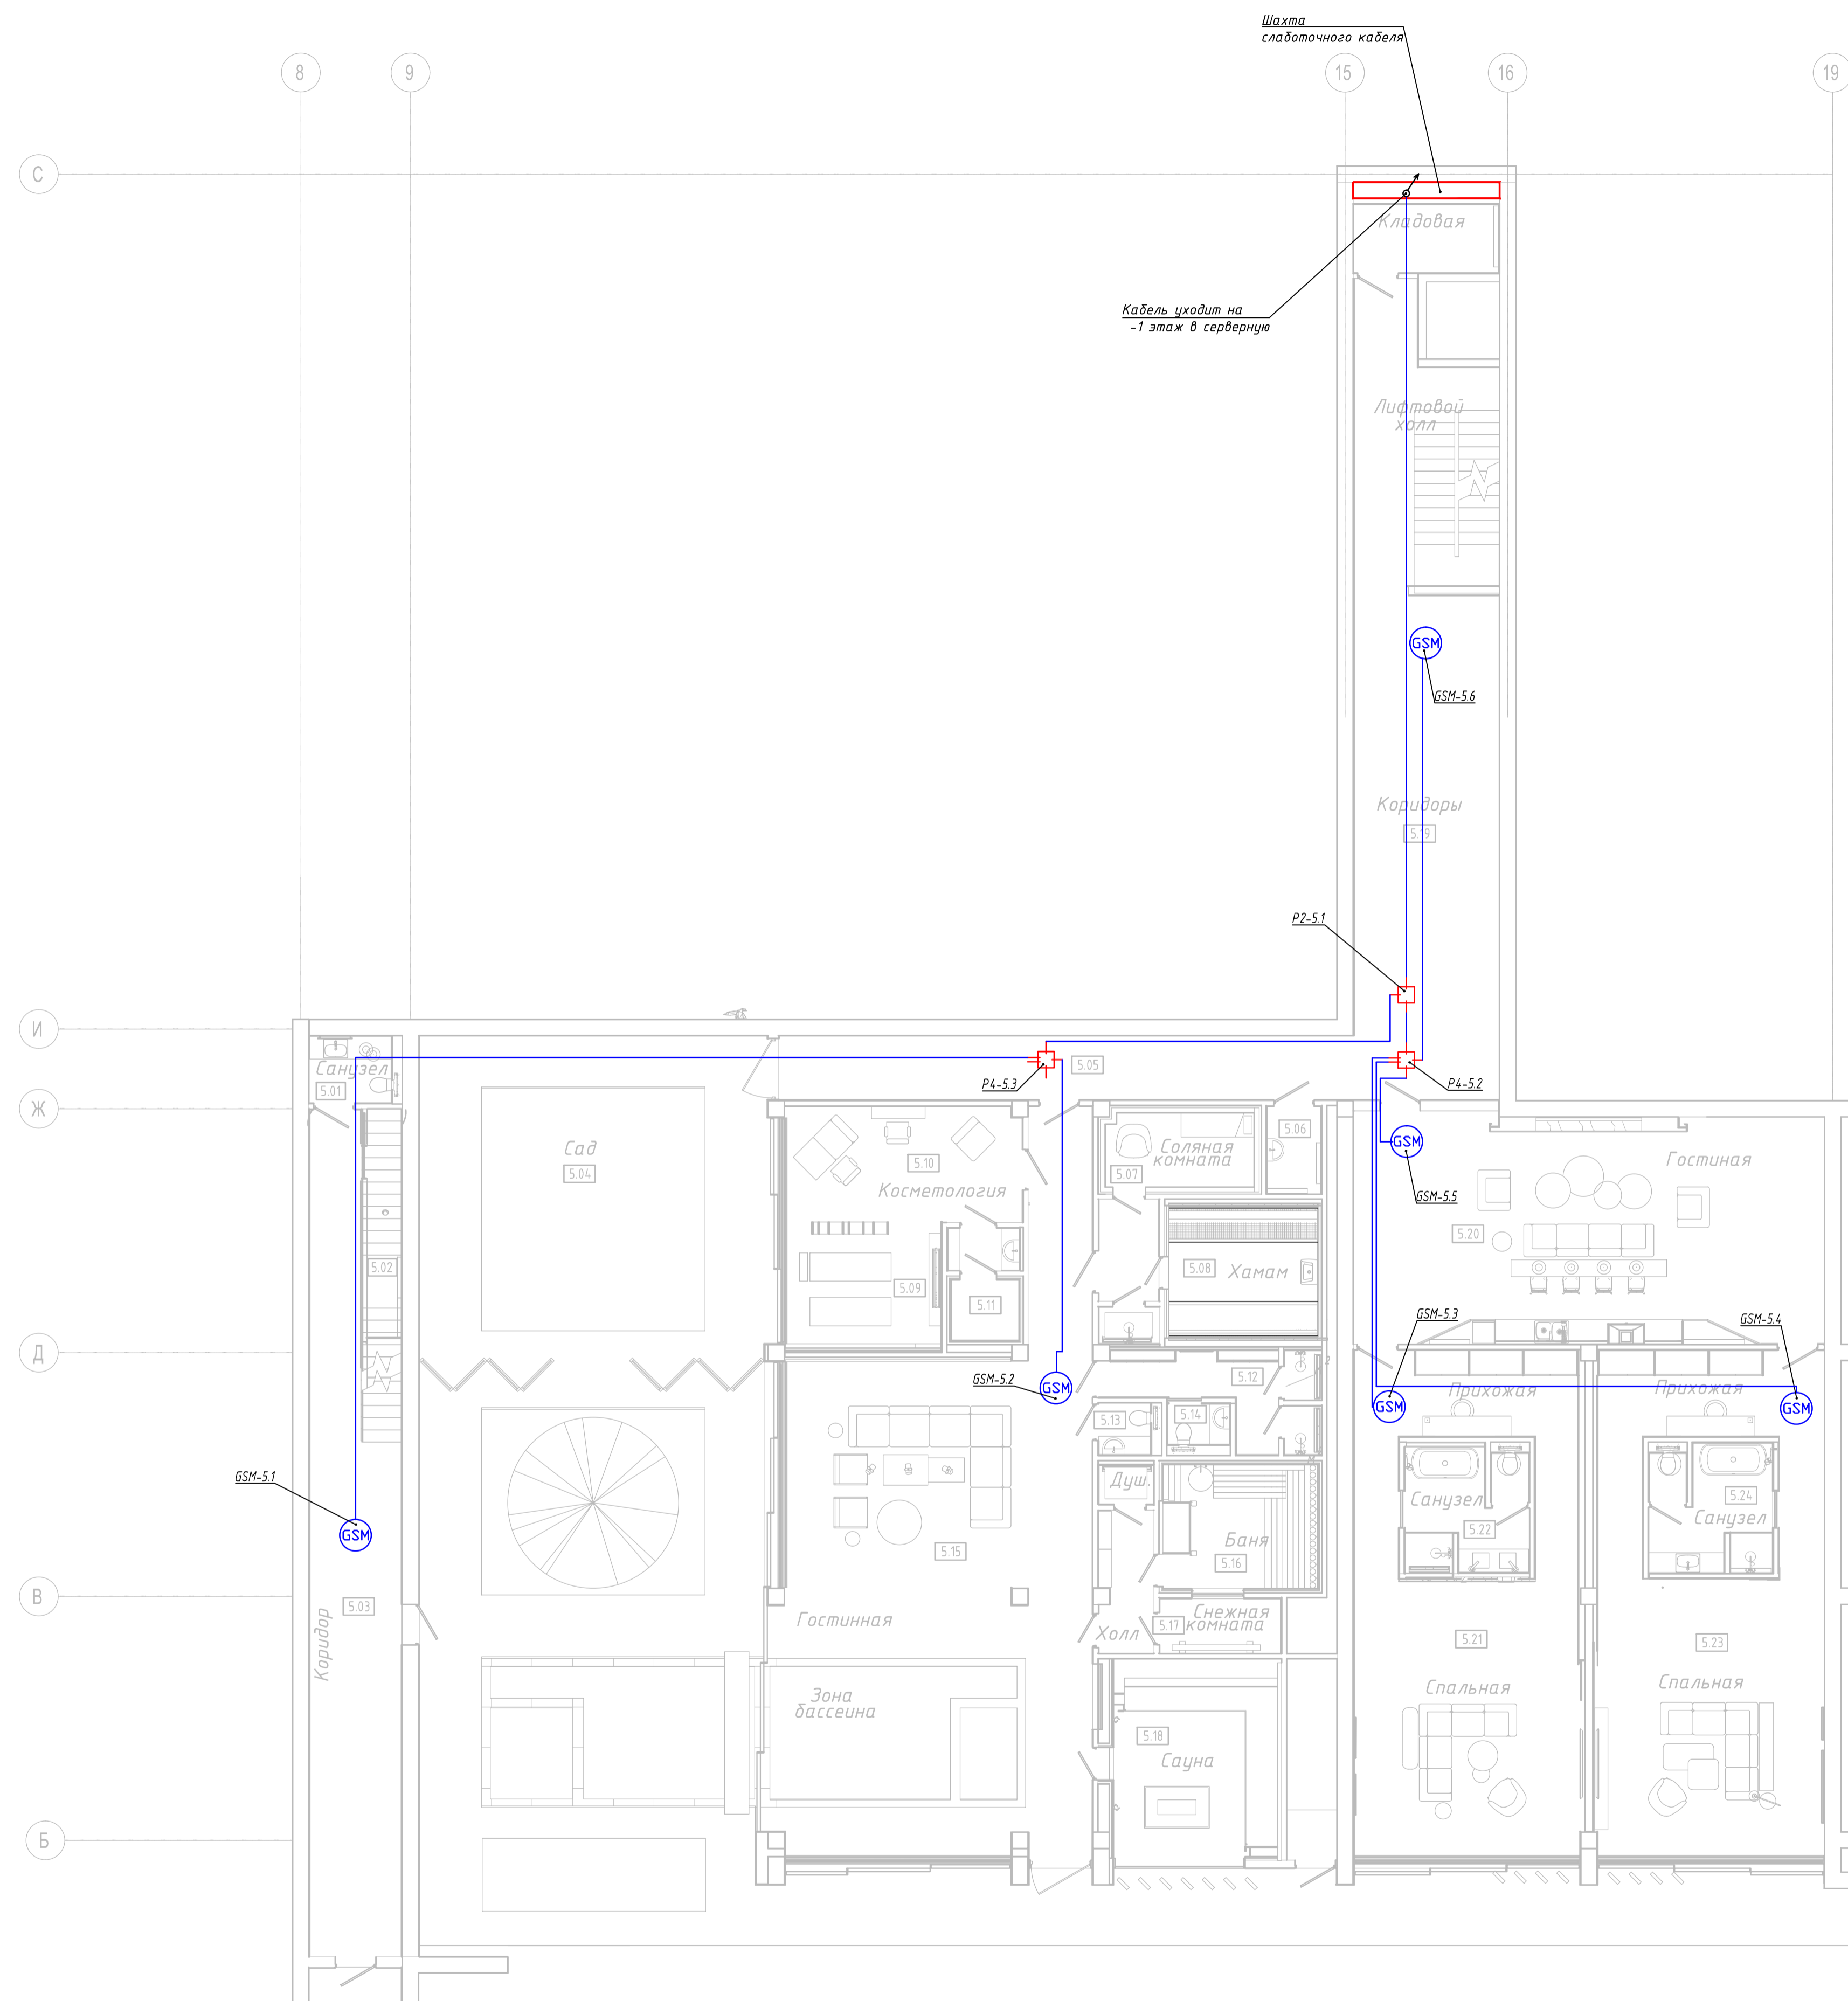 Шахта
слаботочного кабеля
8
9
15
16
19
С
Кладовая
Кабель уходит на
-1 этаж в серверную
Лифтовой
холл
GSM
GSM-5.6
Коридоры
5.19
P2-5.1
И
Санузел
5.01
5.05
P4-5.3
P4-5.2
Ж
Сад
5.04
5.10
Косметология
Соляная
комната
5.07
5.06
GSM
GSM-5.5
Гостиная
5.20
5.02
5.09
5.11
5.08
Хамам
Д
GSM-5.2
GSM
5.12
2
GSM-5.3
GSM
GSM-5.4
GSM
Прихожая
Прихожая
5.13
5.14
GSM-5.1
GSM
Душ.
Санузел
5.22
5.24
Санузел
5.15
Баня
5.16
В
5.03
Коридор
Гостинная
Холл
5.17
Снежная
комната
5.21
5.23
Зона
бассеина
Спальная
Спальная
5.18
Сауна
Б